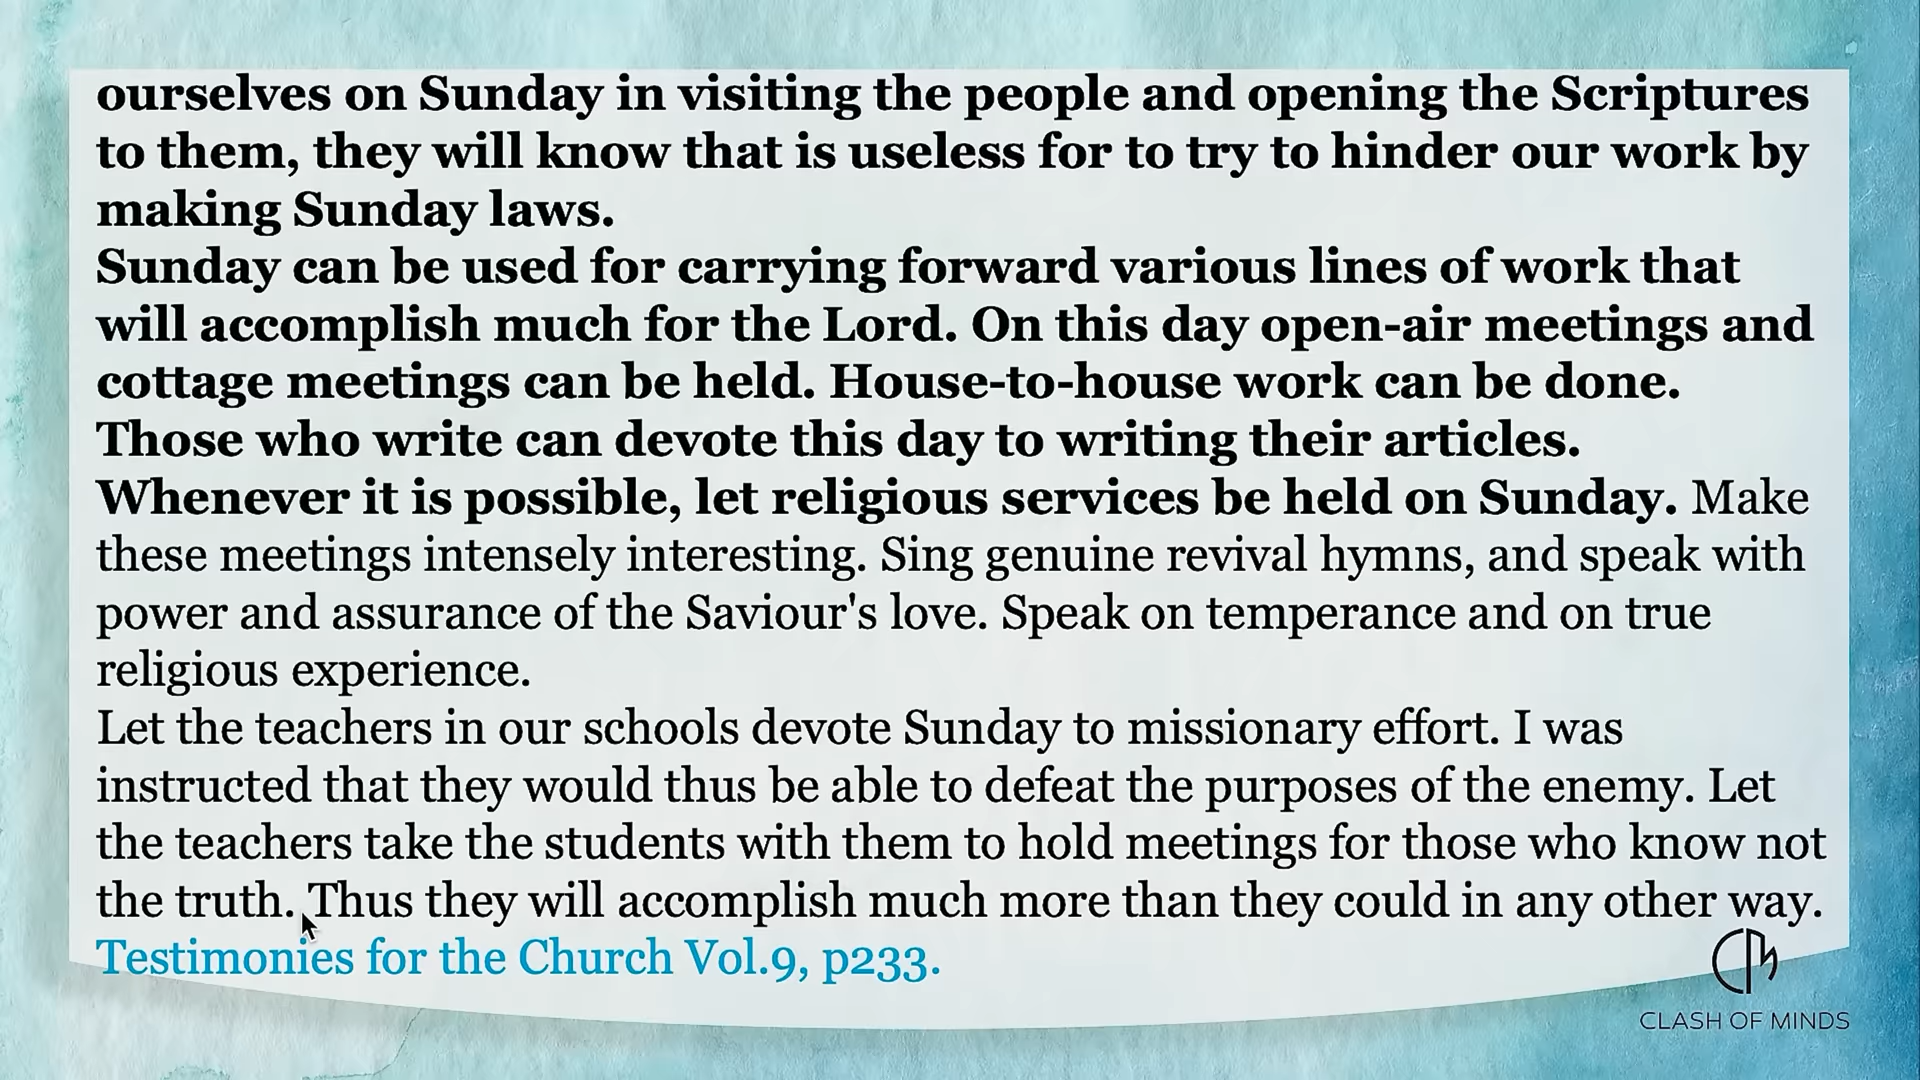 ourselves on Sunday in visiting the people and opening the Scriptures
to them, they will know that is useless for to try to hinder our work by
making Sunday laws.
Sunday can be used for carrying forward various lines of work that
will accomplish much for the Lord. On this day open-air meetings and
cottage meetings can be held. House-to-house work can be done.
Those who write can devote this day to writing their articles.
Whenever it is possible, let religious services be held on Sunday. Make
these meetings intensely interesting. Sing genuine revival hymns, and speak with
power and assurance of the Saviour's love. Speak on temperance and on true
religious experience.
Let the teachers in our schools devote Sunday to missionary effort. I was
instructed that they would thus be able to defeat the purposes of the enemy. Let
the teachers take the students with them to hold meetings for those who know not
the truth. Thus they will accomplish much more than they could in any other way.
Testimonies for the Church Vol.9, p233.
CLASH OF MINDS